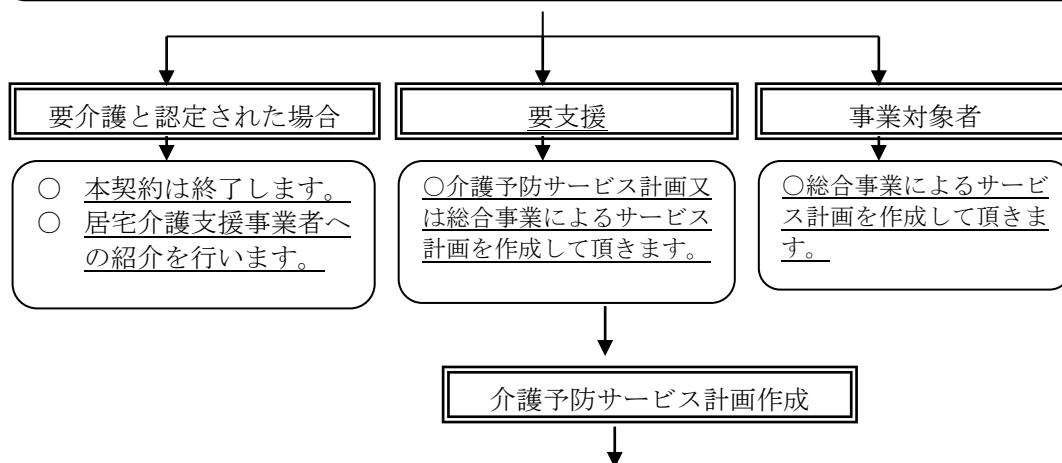 要介護と認定された場合
○ 本契約は終了します。
○ 居宅介護支援事業者へ
の紹介を行います。
要支援
○介護予防サービス計画又
は総合事業によるサービス
計画を作成して頂きます。
事業対象者
○総合事業によるサービ
ス計画を作成して頂きま
す。
介護予防サービス計画作成